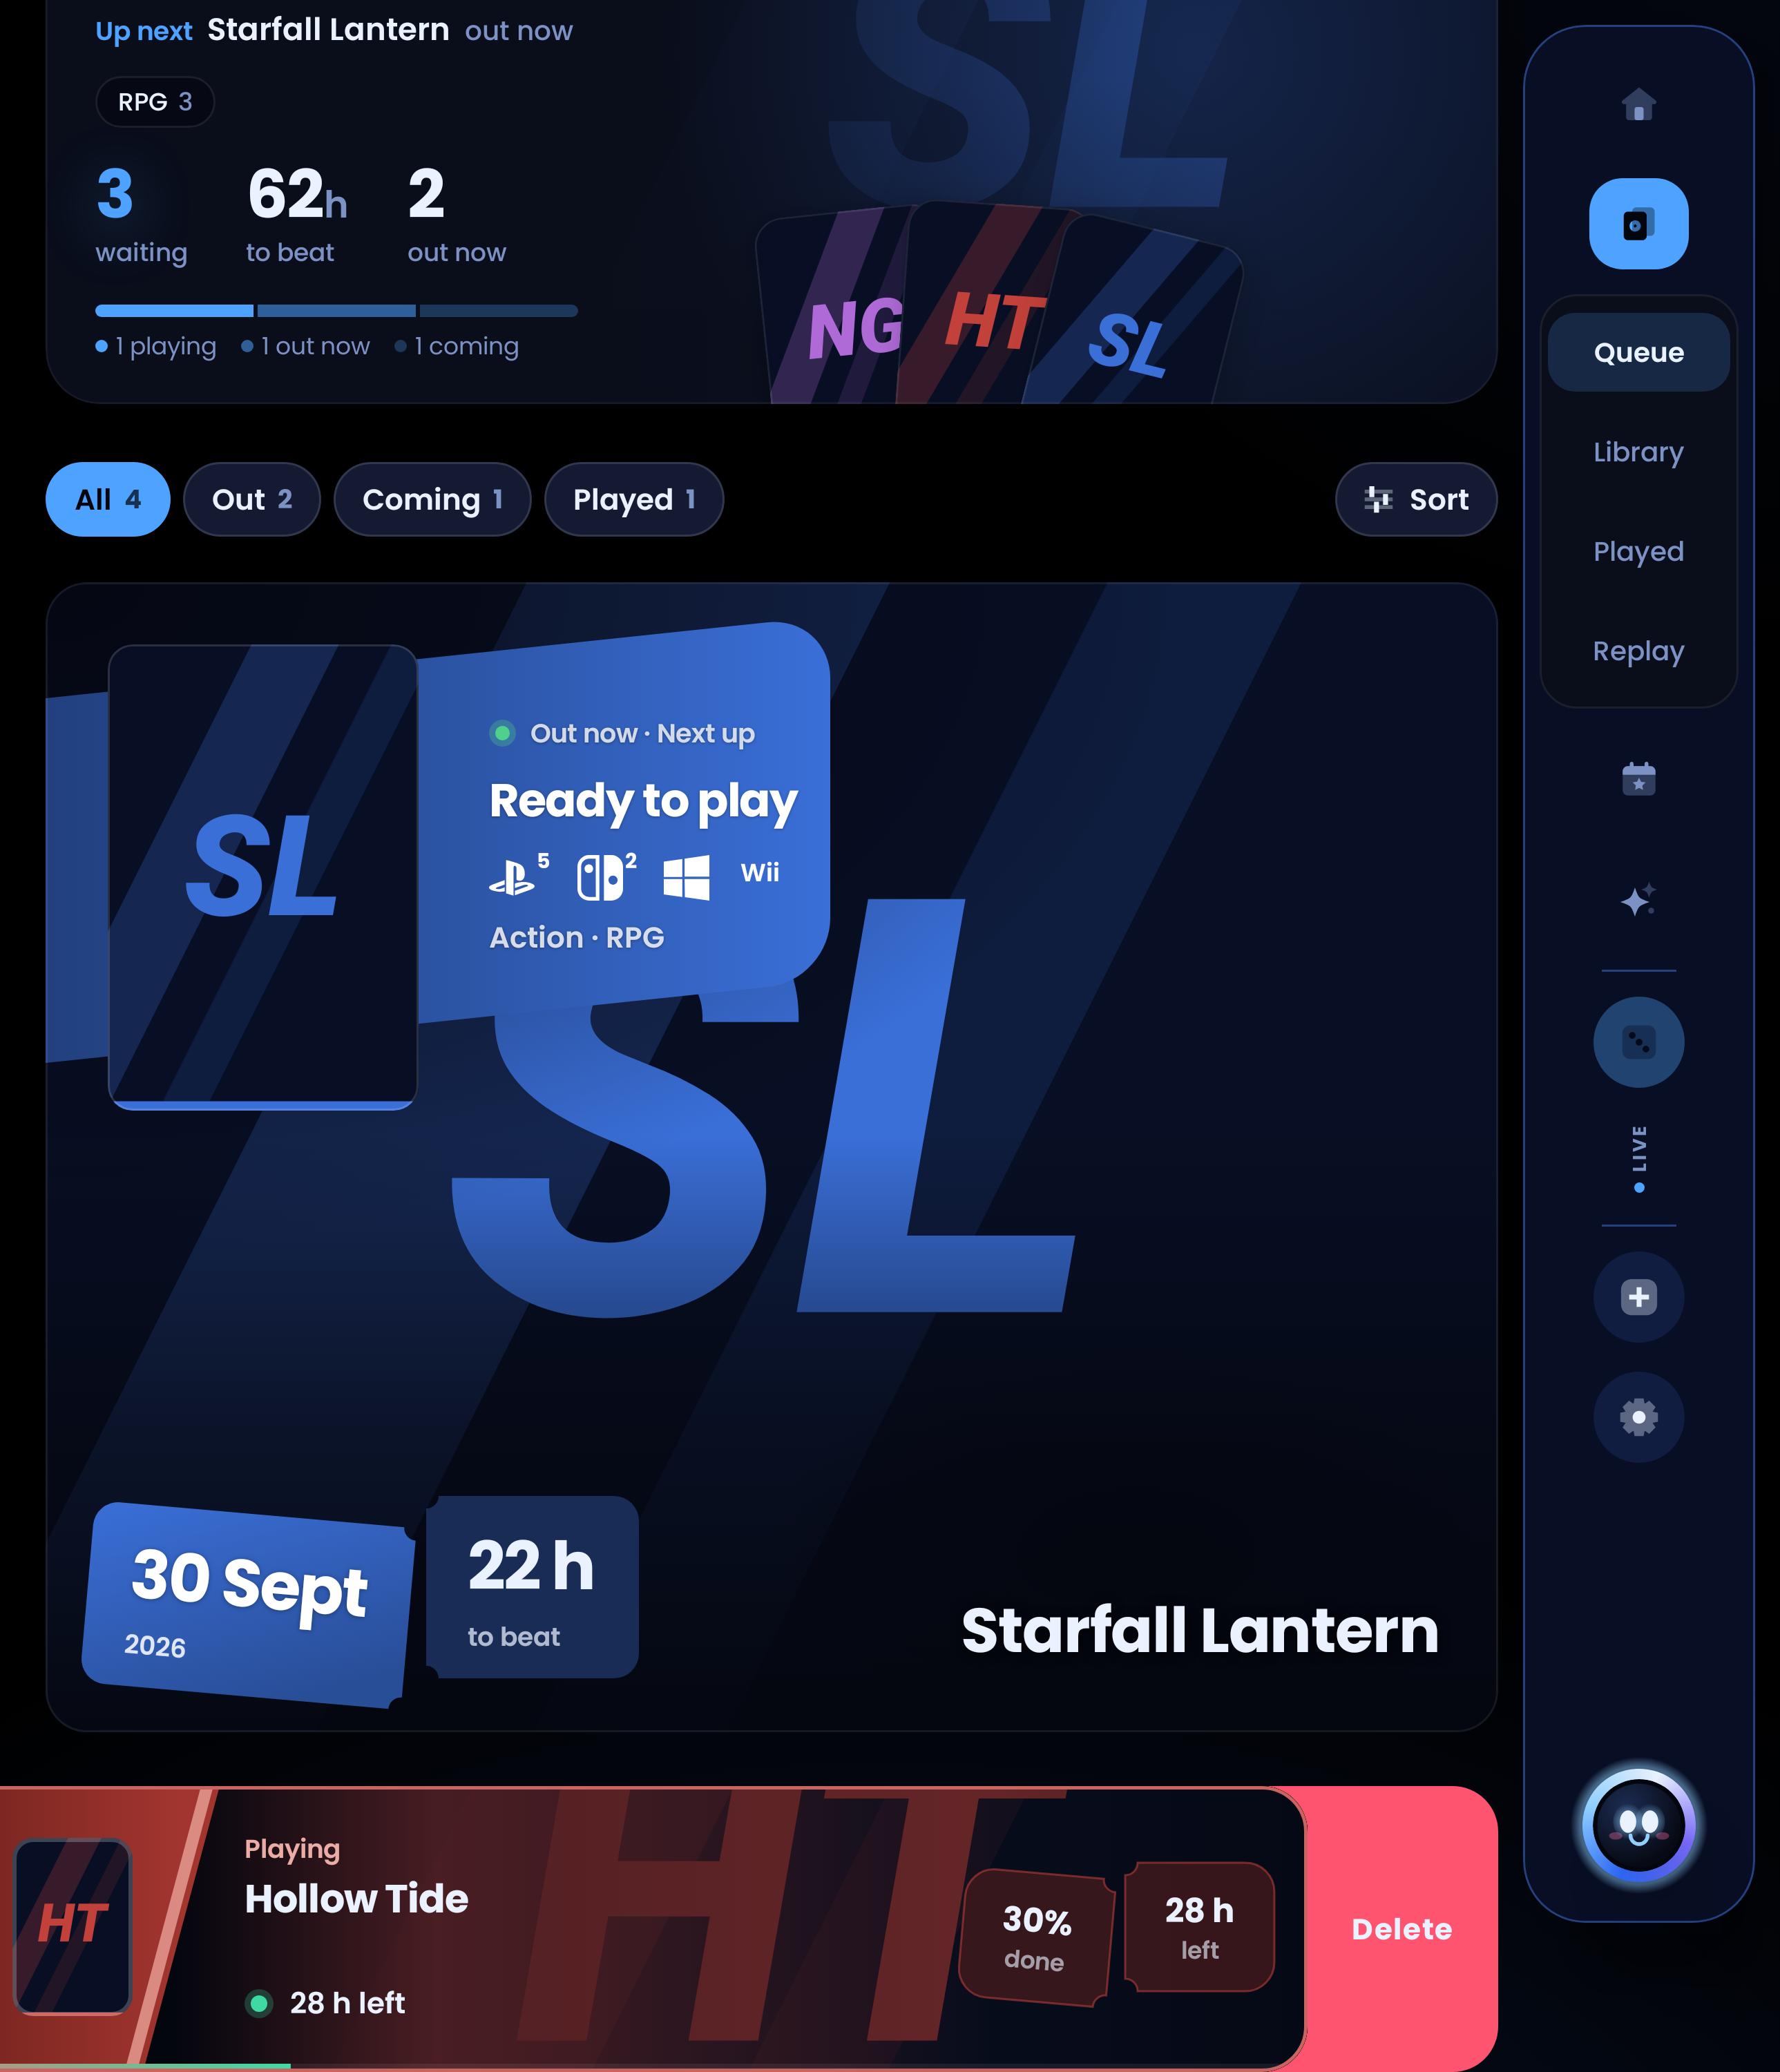 SL
Up next Starfall Lantern out now
RPG 3
3 62h 2
waiting to beat out now
1 playing 1 out now 1 coming
NG HT SL
All 4 Out 2 Coming 1 Played 1 Sort
Out now · Next up
Ready to play
5 2 Wii
Action · RPG
SL
SL
30 Sept
2026
22 h
to beat
Starfall Lantern
HT
Playing
Hollow Tide
28 h left
HT
30%
done
28 h
left
Delete
Queue
Library
Played
Replay
LIVE